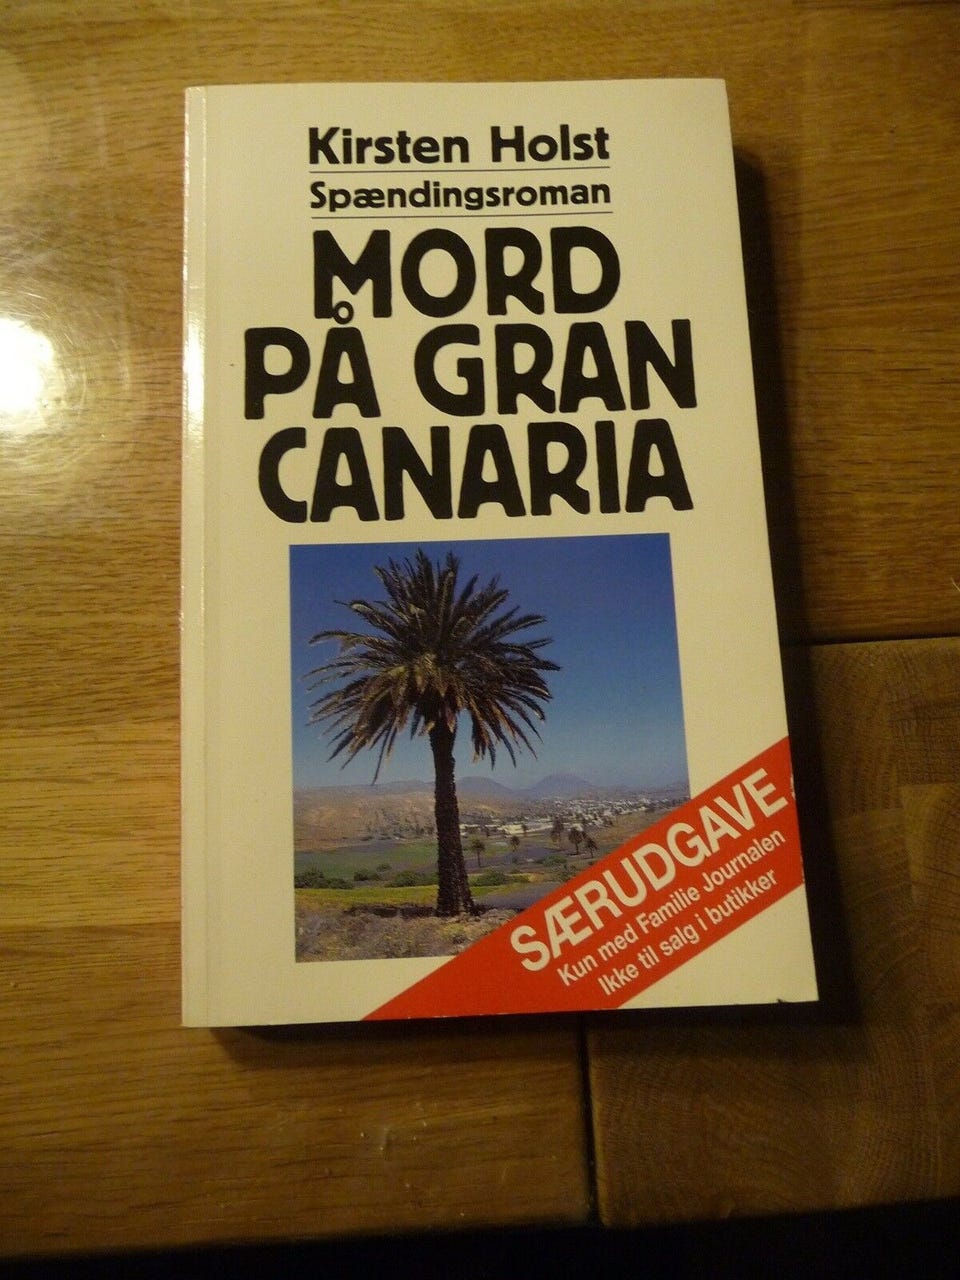 Kirsten Holst
Spændingsroman
MORD
PÅ GRAN
CANARIA
SÆRUDGAVE
Kun med Familie Journalen
Ikke til salg i butikker